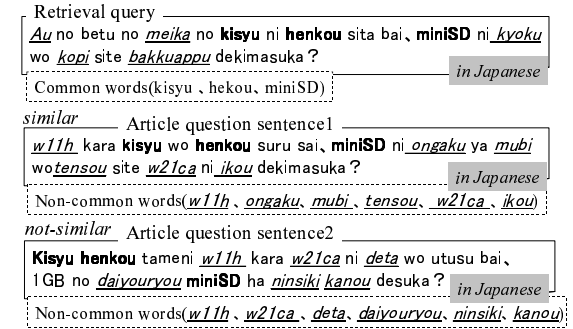 Retrieval query
Au no betu no meika no kisyu ni henkou sita bai、miniSD ni kyoku
wo kopi site bakkuappu dekimasuka？
in Japanese
Common words(kisyu 、hekou、miniSD)
similar
Article question sentence1
w11h kara kisyu wo henkou suru sai、miniSD ni ongaku ya mubi
wotensou site w21ca ni ikou dekimasuka？
in Japanese
Non-common words(w11h、ongaku、mubi 、tensou、 w21ca 、ikou)
not-similar
Article question sentence2
Kisyu henkou tameni w11h kara w21ca ni deta wo utusu bai、
1GB no daiyouryou miniSD ha ninsiki kanou desuka？
in Japanese
Non-common words(w11h、w21ca 、deta、daiyouryou、ninsiki、kanou)